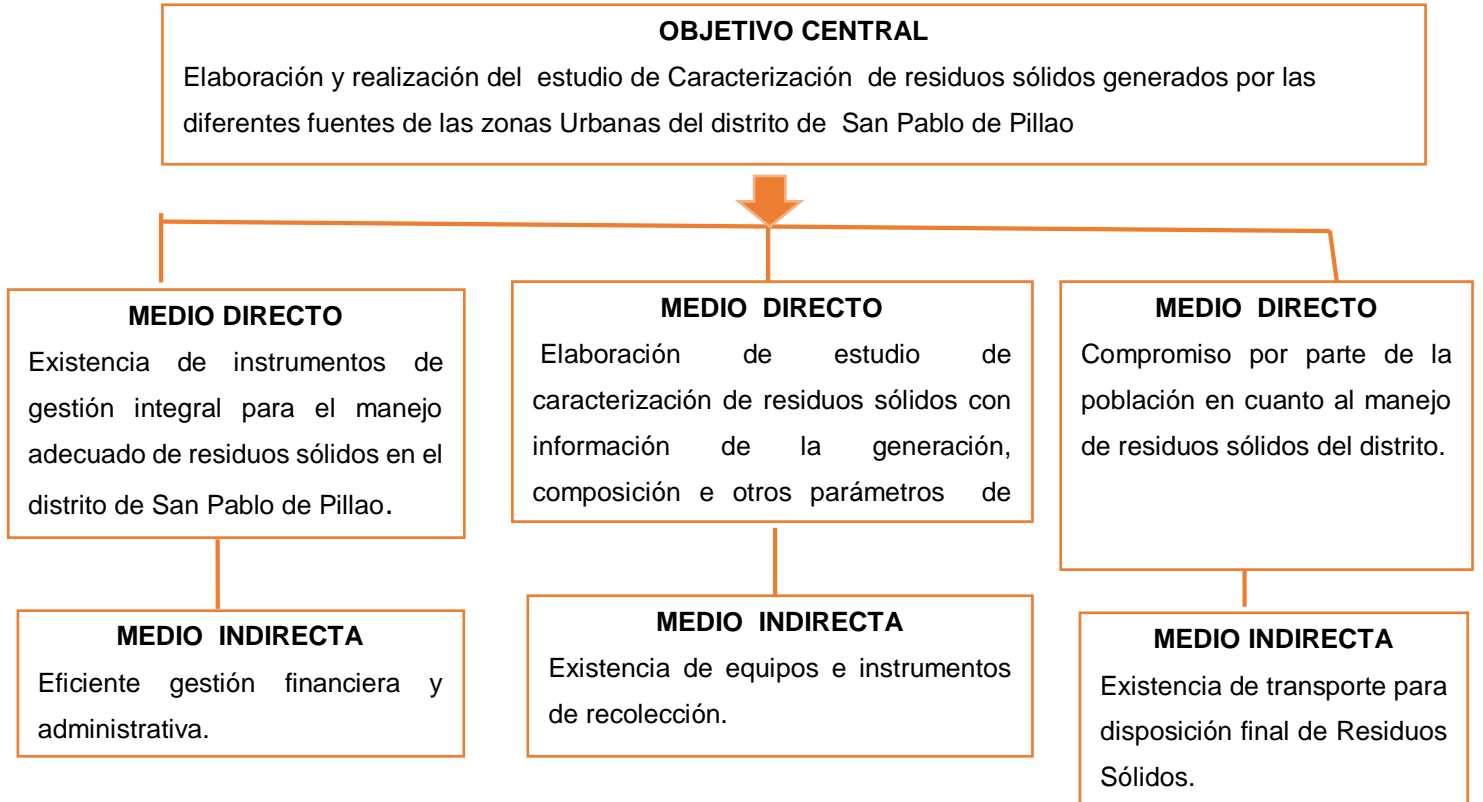 OBJETIVO CENTRAL
Elaboración y realización del estudio de Caracterización de residuos sólidos generados por las
diferentes fuentes de las zonas Urbanas del distrito de San Pablo de Pillao
MEDIO DIRECTO
Existencia de instrumentos de
gestión integral para el manejo
adecuado de residuos sólidos en el
distrito de San Pablo de Pillao.
MEDIO DIRECTO
Elaboración de estudio de
caracterización de residuos sólidos con
información de la generación,
composición e otros parámetros de
MEDIO DIRECTO
Compromiso por parte de la
población en cuanto al manejo
de residuos sólidos del distrito.
MEDIO INDIRECTA
Eficiente gestión financiera y
administrativa.
MEDIO INDIRECTA
Existencia de equipos e instrumentos
de recolección.
MEDIO INDIRECTA
Existencia de transporte para
disposición final de Residuos
Sólidos.